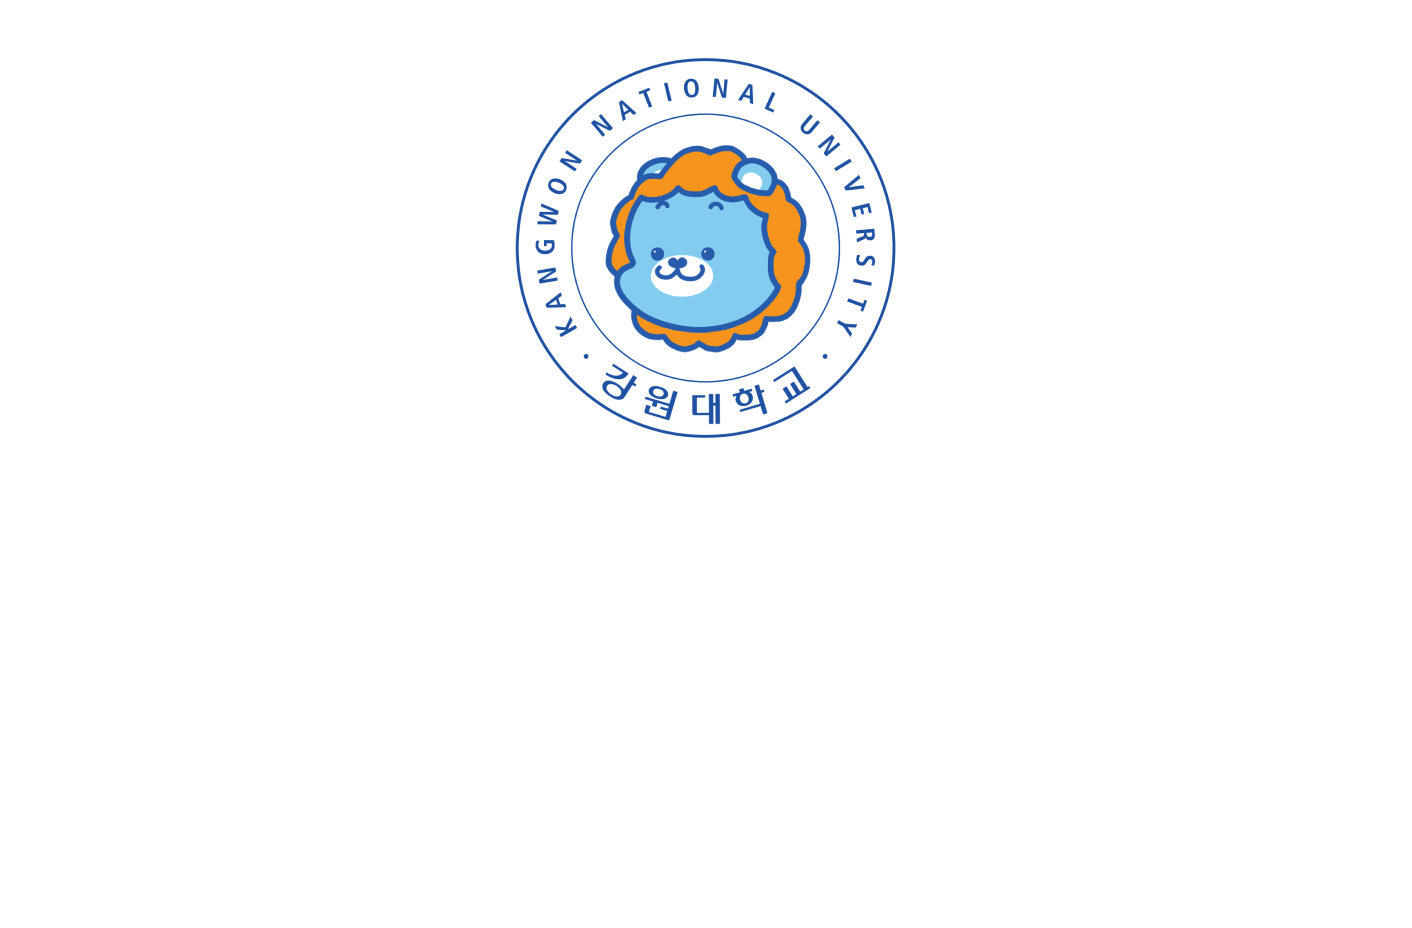 KANGWON NATIONAL UNIVERSITY
강원대학교